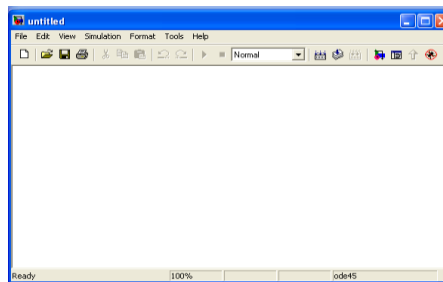 untitled
File Edit View Simulation Format Tools Help
Normal
Ready 100% ode45